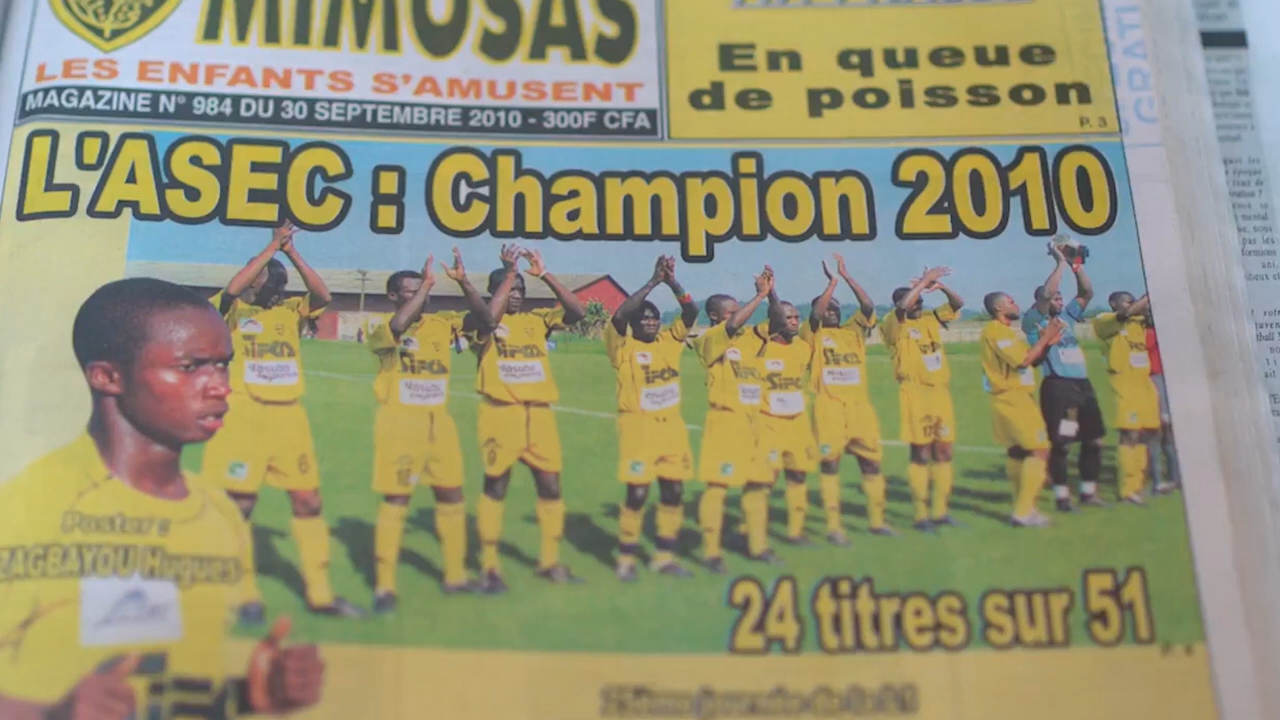 MIMOSAS
LES ENFANTS S'AMUSENT
MAGAZINE N° 984 DU 30 SEPTEMBRE 2010 - 300F CFA
En queue
de poisson
P. 3
L'ASEC : Champion 2010
Poster :
ZAGBAYOU Hugues
24 titres sur 51